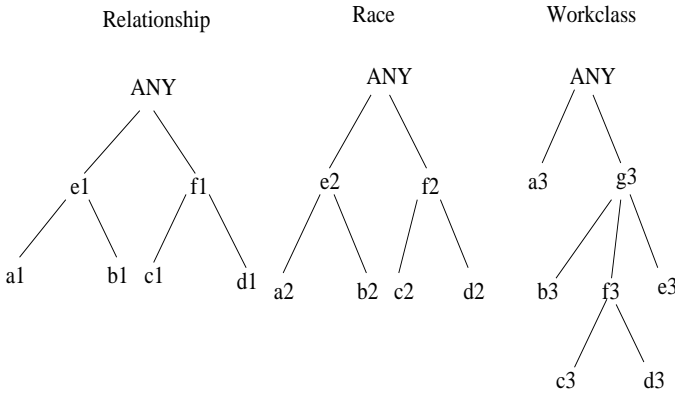 Relationship Race Workclass
ANY ANY ANY
e1 f1 e2 f2 a3 g3
a1 b1 c1 d1 a2 b2 c2 d2 b3 f3 e3
c3 d3